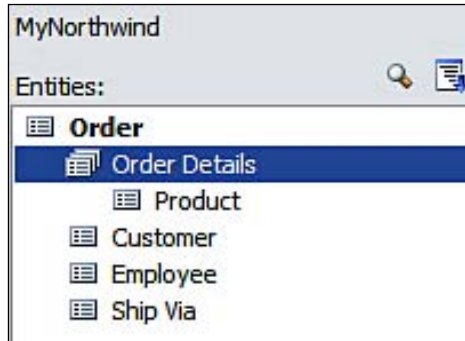 MyNorthwind
Entities:
Order
Order Details
Product
Customer
Employee
Ship Via